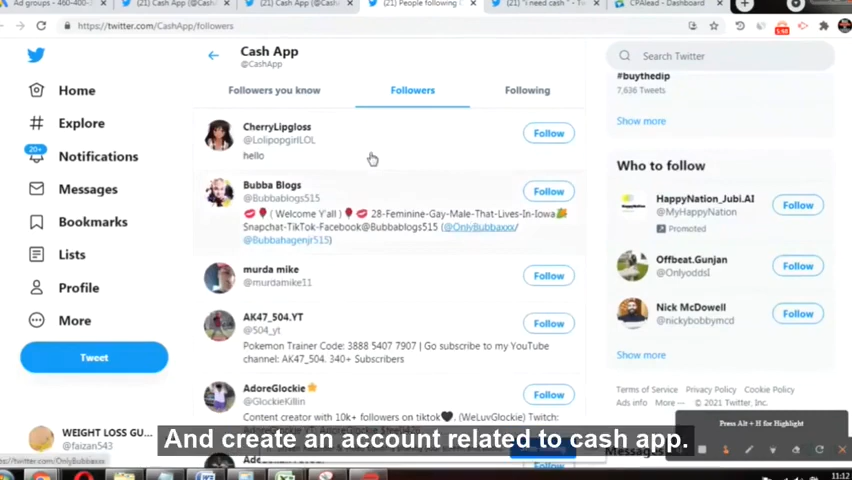 Ad groups - 460-400-
(21) Cash App (@Cash
(21) Cash App (@Cash
(21) People following
(21) "i need cash"
CPAlead - Dashboard
https://twitter.com/CashApp/followers
Home
Explore
20+
Notifications
Messages
Bookmarks
Lists
Profile
More
Tweet
WEIGHT LOSS GU...
@faizan543
https://twitter.com/OnlyBubbaxxx/
Cash App
@CashApp
Followers you know
Followers
Following
CherryLipgloss
@LolipopgirlLOL
hello
Follow
Bubba Blogs
@Bubbablogs515
Follow
( Welcome Y'all ) 28-Feminine-Gay-Male-That-Lives-In-Iowa
Snapchat-TikTok-Facebook@Bubbablogs515 (@OnlyBubbaxxx/
@Bubbahagenjr515)
murda mike
@murdamike11
Follow
AK47_504.YT
@504_yt
Follow
Pokemon Trainer Code: 3888 5407 7907 | Go subscribe to my YouTube
channel: AK47_504. 340+ Subscribers
AdoreGlockie
@GlockieKillin
Follow
Content creator with 10k+ followers on tiktok. (WeLuvGlockie) Twitch:
Search Twitter
#buythedip
7,636 Tweets
Show more
Who to follow
HappyNation_Jubi.AI
@MyHappyNation
Promoted
Follow
Offbeat.Gunjan
@OnlyoddsI
Follow
Nick McDowell
@nickybobbymcd
Follow
Show more
Terms of Service Privacy Policy Cookie Policy
Ads info More © 2021 Twitter, Inc.
Press Alt + H for Highlight
Messages
And create an account related to cash app.
11:12